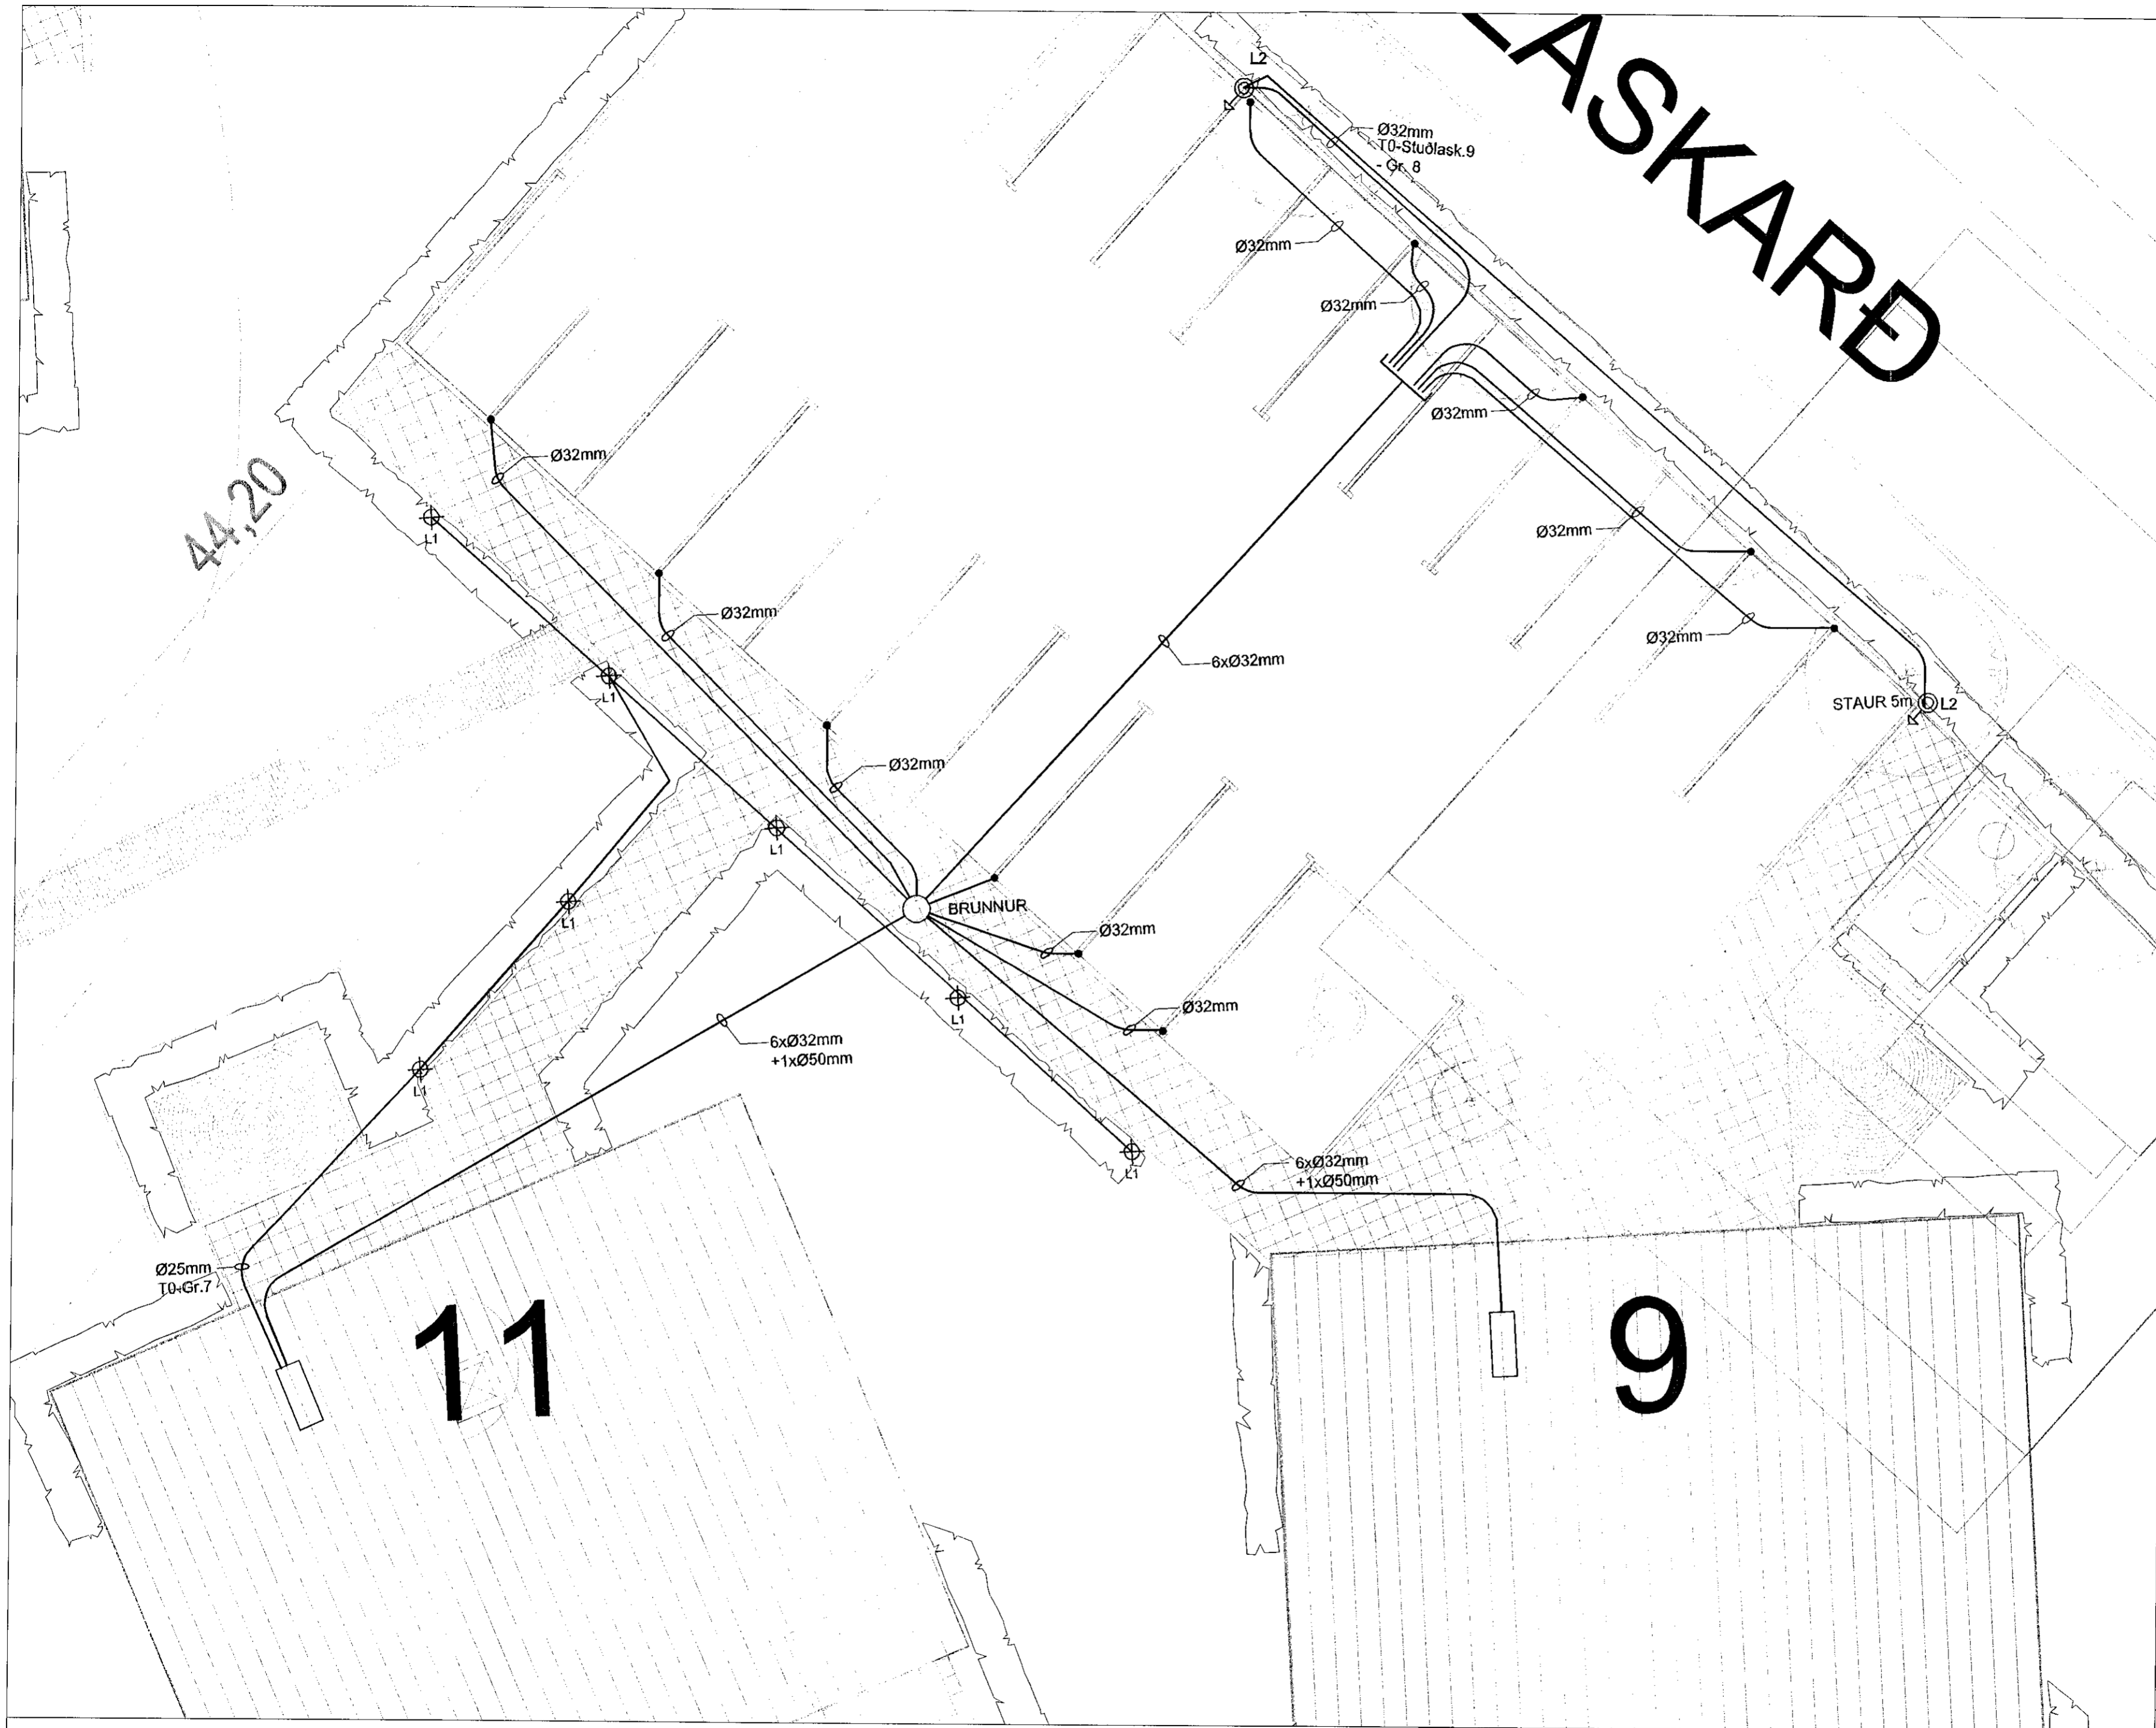 LASKARÐ
L2
Ø32mm
T0-Stuðlask.9
- Gr. 8
Ø32mm
Ø32mm
Ø32mm
Ø32mm
Ø32mm
STAUR 5m
L2
44,20
Ø32mm
L1
Ø32mm
L1
6xØ32mm
Ø32mm
L1
L1
BRUNNUR
Ø32mm
L1
Ø32mm
6xØ32mm
+1xØ50mm
L1
L1
6xØ32mm
+1xØ50mm
Ø25mm
T0-Gr.7
11
9